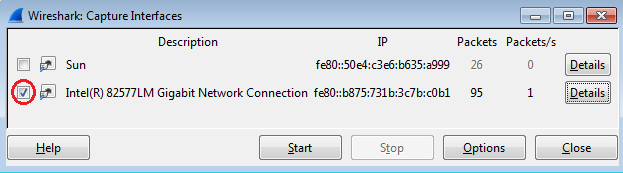 Wireshark: Capture Interfaces
Description IP Packets Packets/s
Sun fe80::50e4:c3e6:b635:a999 26 0 Details
Intel(R) 82577LM Gigabit Network Connection fe80::b875:731b:3c7b:c0b1 95 1 Details
Help Start Stop Options Close